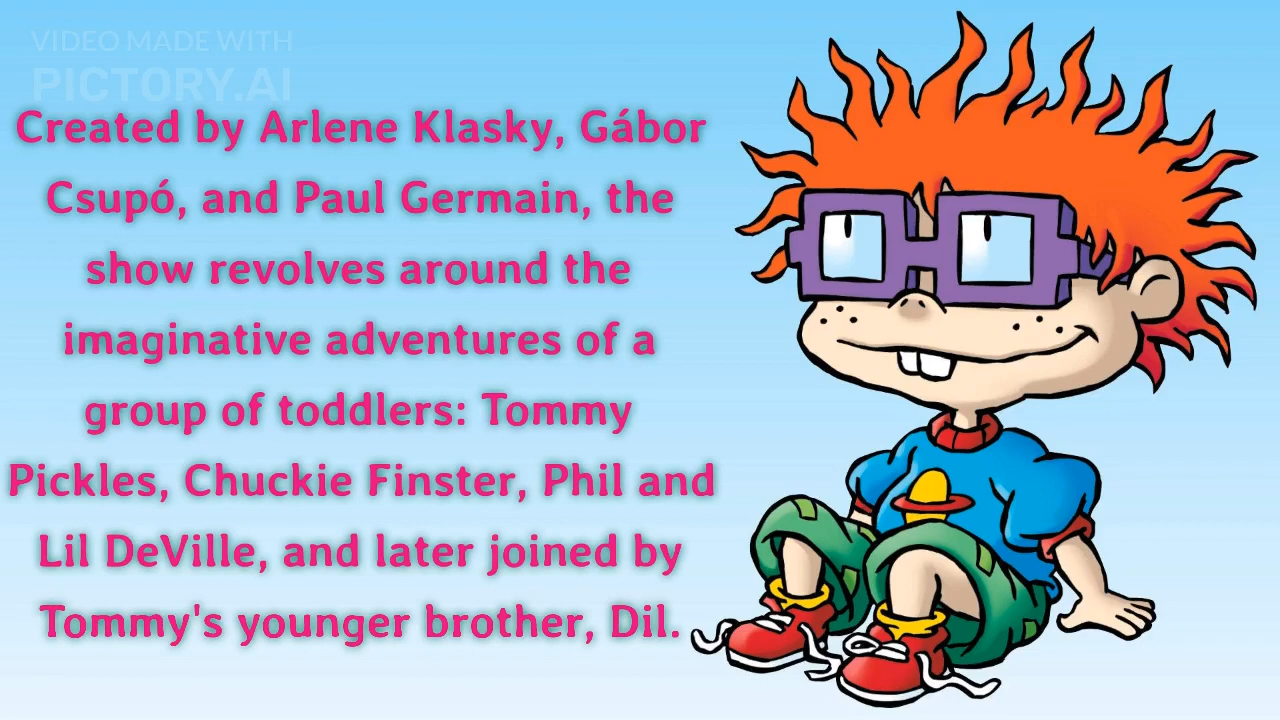 VIDEO MADE WITH
PICTORY.AI
Created by Arlene Klasky, Gábor
Csupó, and Paul Germain, the
show revolves around the
imaginative adventures of a
group of toddlers: Tommy
Pickles, Chuckie Finster, Phil and
Lil DeVille, and later joined by
Tommy's younger brother, Dil.